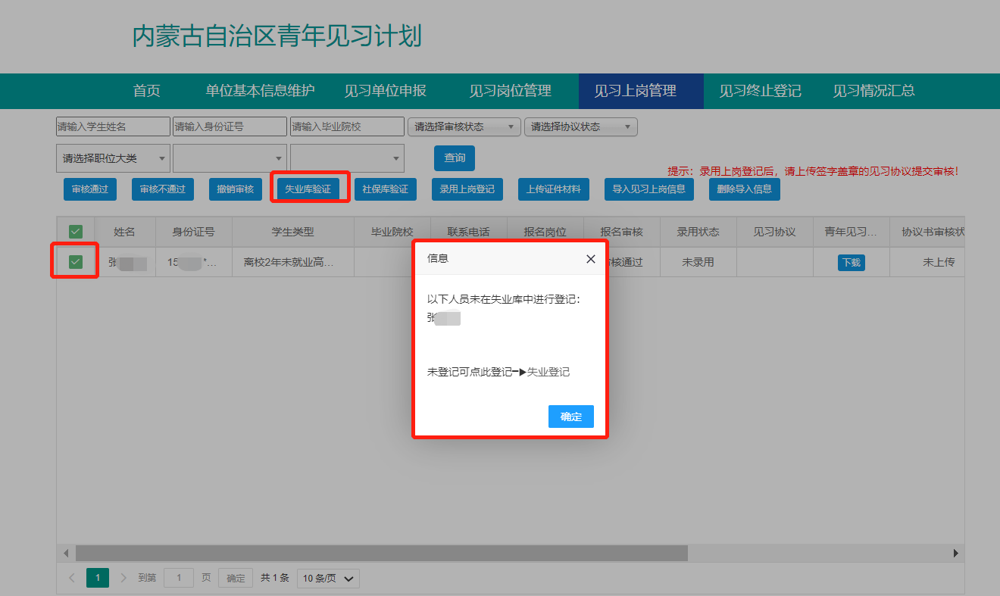 内蒙古自治区青年见习计划
首页 单位基本信息维护 见习单位申报 见习岗位管理 见习上岗管理 见习终止登记 见习情况汇总
请输入学生姓名 请输入身份证号 请输入毕业院校 请选择审核状态 请选择协议状态
请选择职位大类 查询
提示：录用上岗登记后，请上传签字盖章的见习协议提交审核！
审核通过 审核不通过 撤销审核 失业库验证 社保库验证 录用上岗登记 上传证件材料 导入见习上岗信息 删除导入信息
姓名 身份证号 学生类型 毕业院校 联系电话 报名岗位 报名审核 录用状态 见习协议 青年见习... 协议书审核状
张 15 *... 离校2年未就业高... 核通过 未录用 下载 未上传
信息
以下人员未在失业库中进行登记：
张
未登记可点此登记-->失业登记
确定
1 到第 1 页 确定 共 1 条 10 条/页